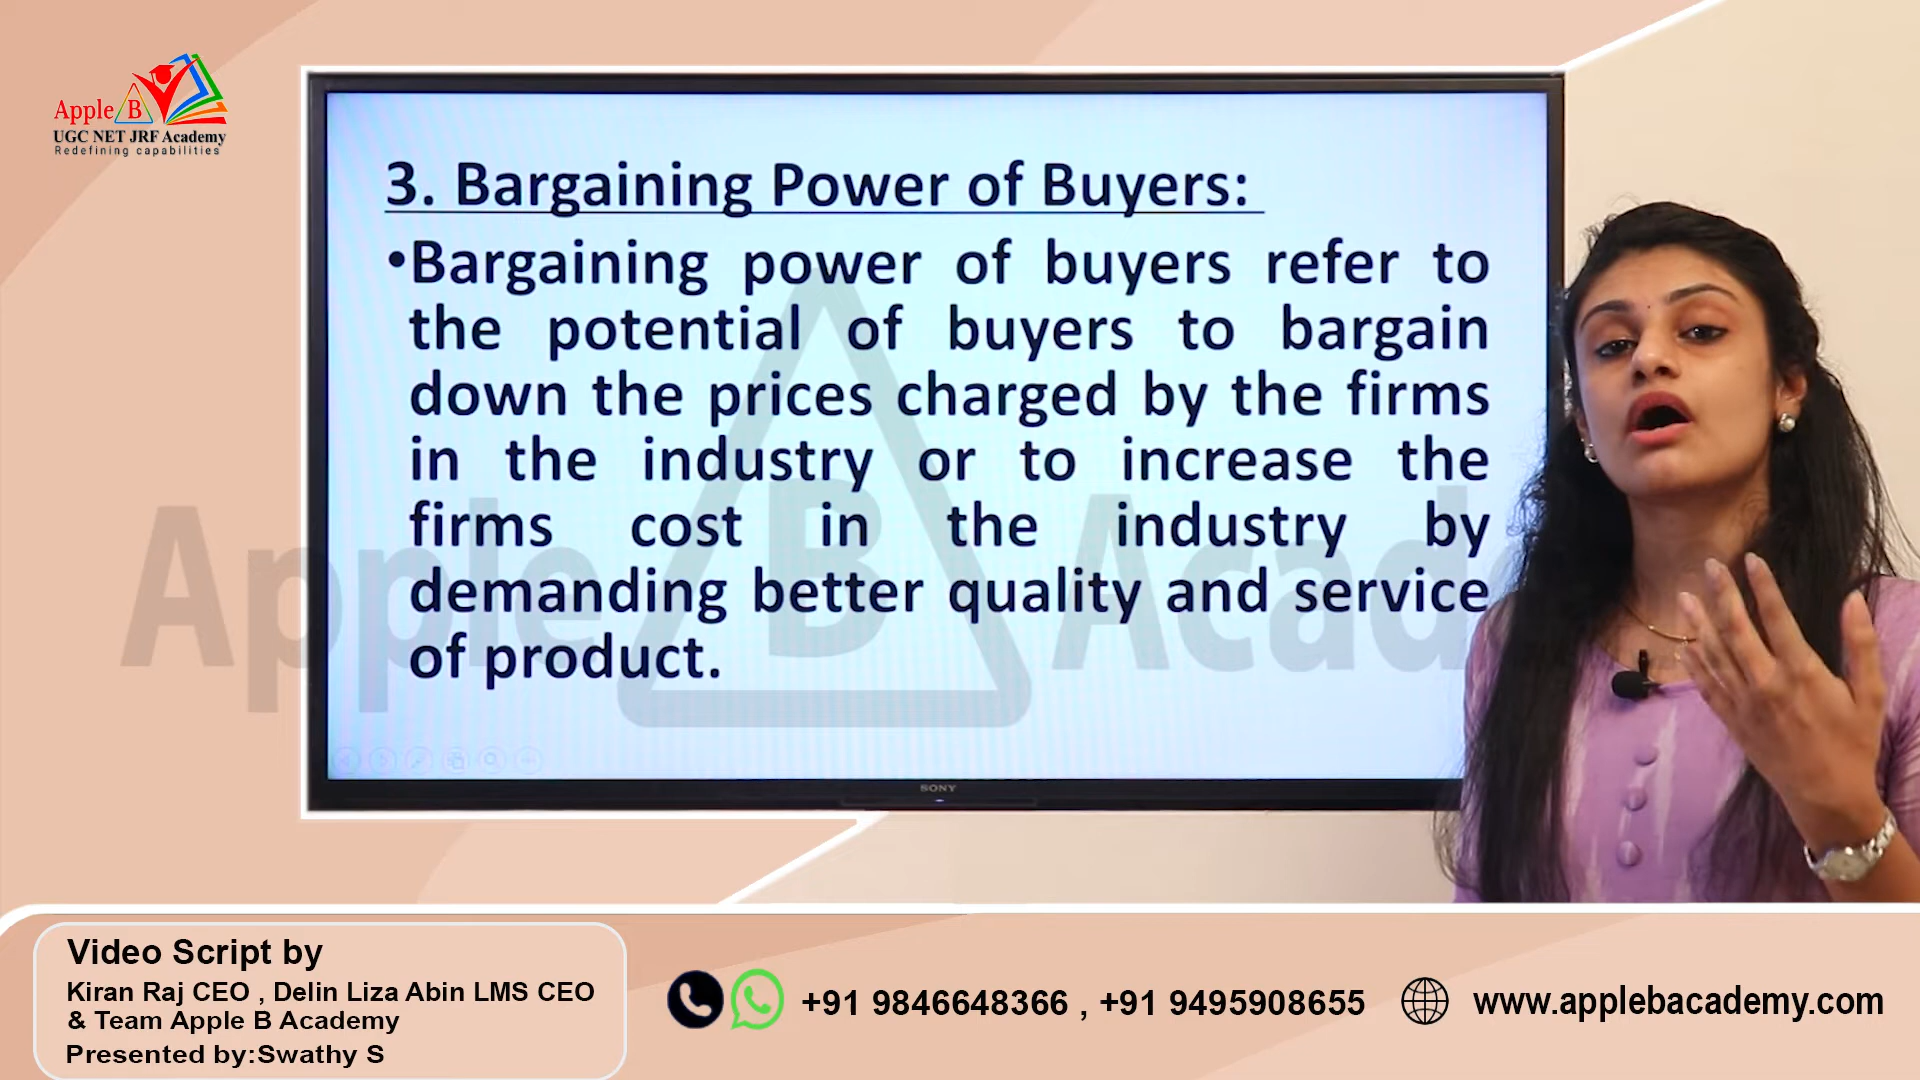 Apple B
UGC NET JRF Academy
Redefining capabilities
3. Bargaining Power of Buyers:
•Bargaining power of buyers refer to
the potential of buyers to bargain
down the prices charged by the firms
in the industry or to increase the
firms cost in the industry by
demanding better quality and service
of product.
Apple B Acad
SONY
Video Script by
Kiran Raj CEO , Delin Liza Abin LMS CEO
& Team Apple B Academy
Presented by:Swathy S
+91 9846648366 , +91 9495908655
www.applebacademy.com